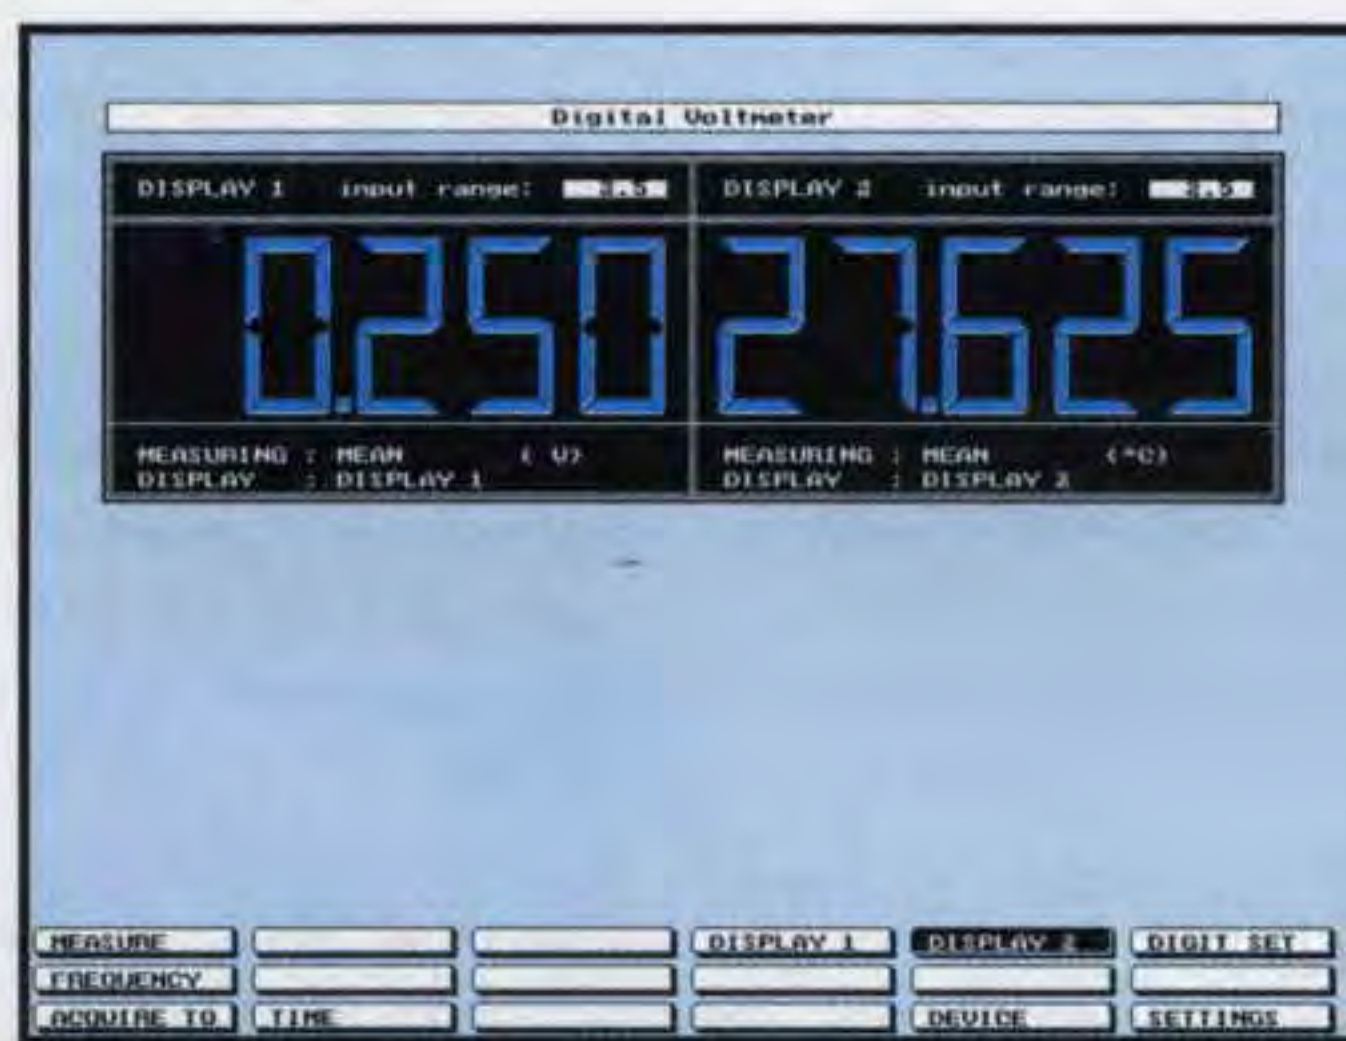 Digital Voltmeter
DISPLAY 1 input range: DISPLAY 2 input range:
0.250 27.625
MEASURING : MEAN ( V) MEASURING : MEAN (°C)
DISPLAY : DISPLAY 1 DISPLAY : DISPLAY 2
MEASURE DISPLAY 1 DISPLAY 2 DIGIT SET
FREQUENCY
ACQUIRE TO TIME DEVICE SETTINGS